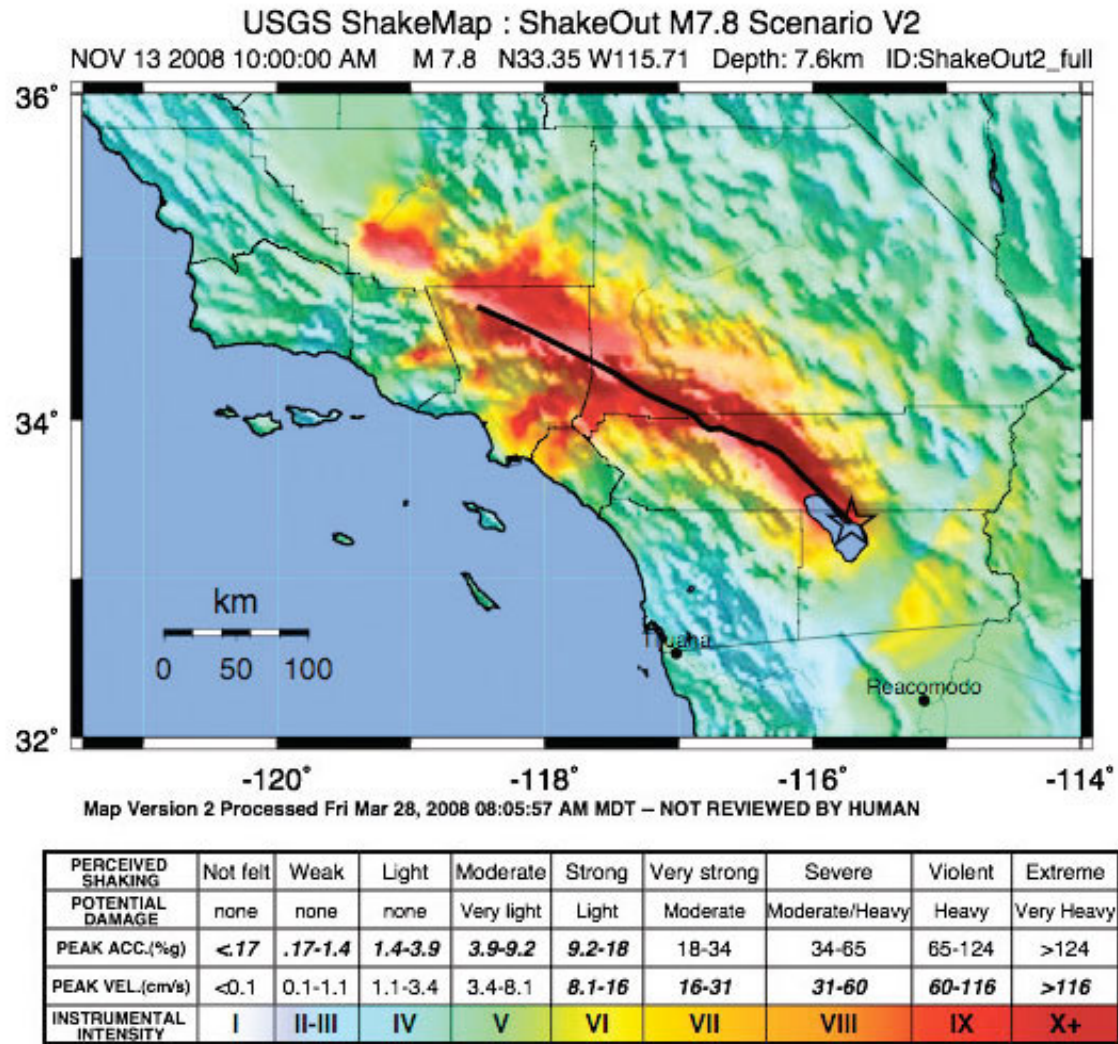 USGS ShakeMap : ShakeOut M7.8 Scenario V2
NOV 13 2008 10:00:00 AM M 7.8 N33.35 W115.71 Depth: 7.6km ID:ShakeOut2_full
36°
34°
32°
km
0 50 100
Reacomodo
-120° -118° -116° -114°
Map Version 2 Processed Fri Mar 28, 2008 08:05:57 AM MDT – NOT REVIEWED BY HUMAN
PERCEIVED SHAKING Not felt Weak Light Moderate Strong Very strong Severe Violent Extreme
POTENTIAL DAMAGE none none none Very light Light Moderate Moderate/Heavy Heavy Very Heavy
PEAK ACC.(%g) <.17 .17-1.4 1.4-3.9 3.9-9.2 9.2-18 18-34 34-65 65-124 >124
PEAK VEL.(cm/s) <0.1 0.1-1.1 1.1-3.4 3.4-8.1 8.1-16 16-31 31-60 60-116 >116
INSTRUMENTAL INTENSITY I II-III IV V VI VII VIII IX X+